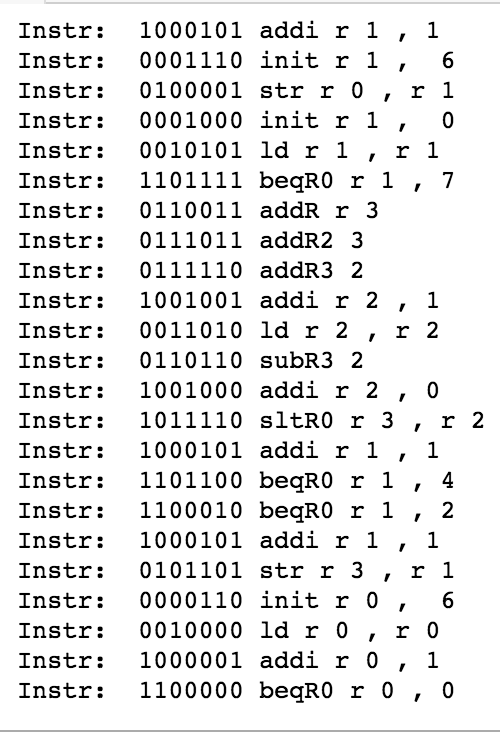 Instr: 1000101 addi r 1 , 1
Instr: 0001110 init r 1 , 6
Instr: 0100001 str r 0 , r 1
Instr: 0001000 init r 1 , 0
Instr: 0010101 ld r 1 , r 1
Instr: 1101111 beqR0 r 1 , 7
Instr: 0110011 addR r 3
Instr: 0111011 addR2 3
Instr: 0111110 addR3 2
Instr: 1001001 addi r 2 , 1
Instr: 0011010 ld r 2 , r 2
Instr: 0110110 subR3 2
Instr: 1001000 addi r 2 , 0
Instr: 1011110 sltR0 r 3 , r 2
Instr: 1000101 addi r 1 , 1
Instr: 1101100 beqR0 r 1 , 4
Instr: 1100010 beqR0 r 1 , 2
Instr: 1000101 addi r 1 , 1
Instr: 0101101 str r 3 , r 1
Instr: 0000110 init r 0 , 6
Instr: 0010000 ld r 0 , r 0
Instr: 1000001 addi r 0 , 1
Instr: 1100000 beqR0 r 0 , 0